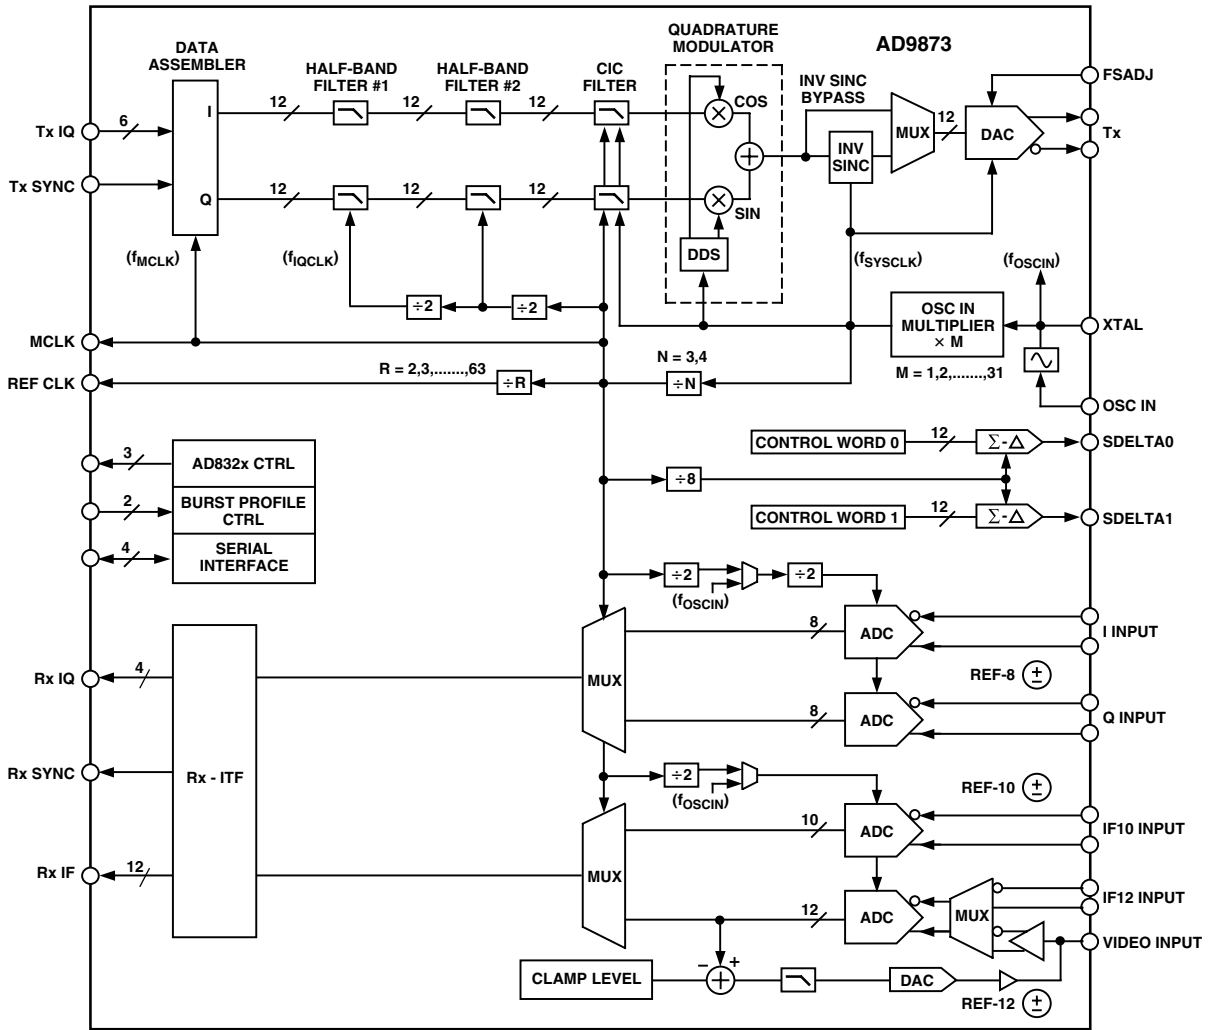 AD9873
DATA
ASSEMBLER
HALF-BAND
FILTER #1
HALF-BAND
FILTER #2
CIC
FILTER
QUADRATURE
MODULATOR
INV SINC
BYPASS
FSADJ
Tx IQ
6
I
12
12
12
COS
MUX
12
DAC
Tx
INV
SINC
Tx SYNC
Q
12
12
12
SIN
DDS
(fMCLK)
(fIQCLK)
(fSYSCLK)
(fOSCIN)
÷2
÷2
OSC IN
MULTIPLIER
× M
XTAL
MCLK
N = 3,4
M = 1,2,.......,31
REF CLK
R = 2,3,.......,63
÷R
÷N
OSC IN
3
AD832x CTRL
CONTROL WORD 0
12
Σ-Δ
SDELTA0
÷8
2
BURST PROFILE
CTRL
CONTROL WORD 1
12
Σ-Δ
SDELTA1
4
SERIAL
INTERFACE
÷2
÷2
(fOSCIN)
8
ADC
I INPUT
Rx IQ
4
MUX
REF-8
+
–
8
ADC
Q INPUT
Rx SYNC
Rx - ITF
÷2
(fOSCIN)
REF-10
+
–
10
ADC
IF10 INPUT
Rx IF
12
MUX
12
ADC
MUX
IF12 INPUT
VIDEO INPUT
–
+
CLAMP LEVEL
DAC
REF-12
+
–